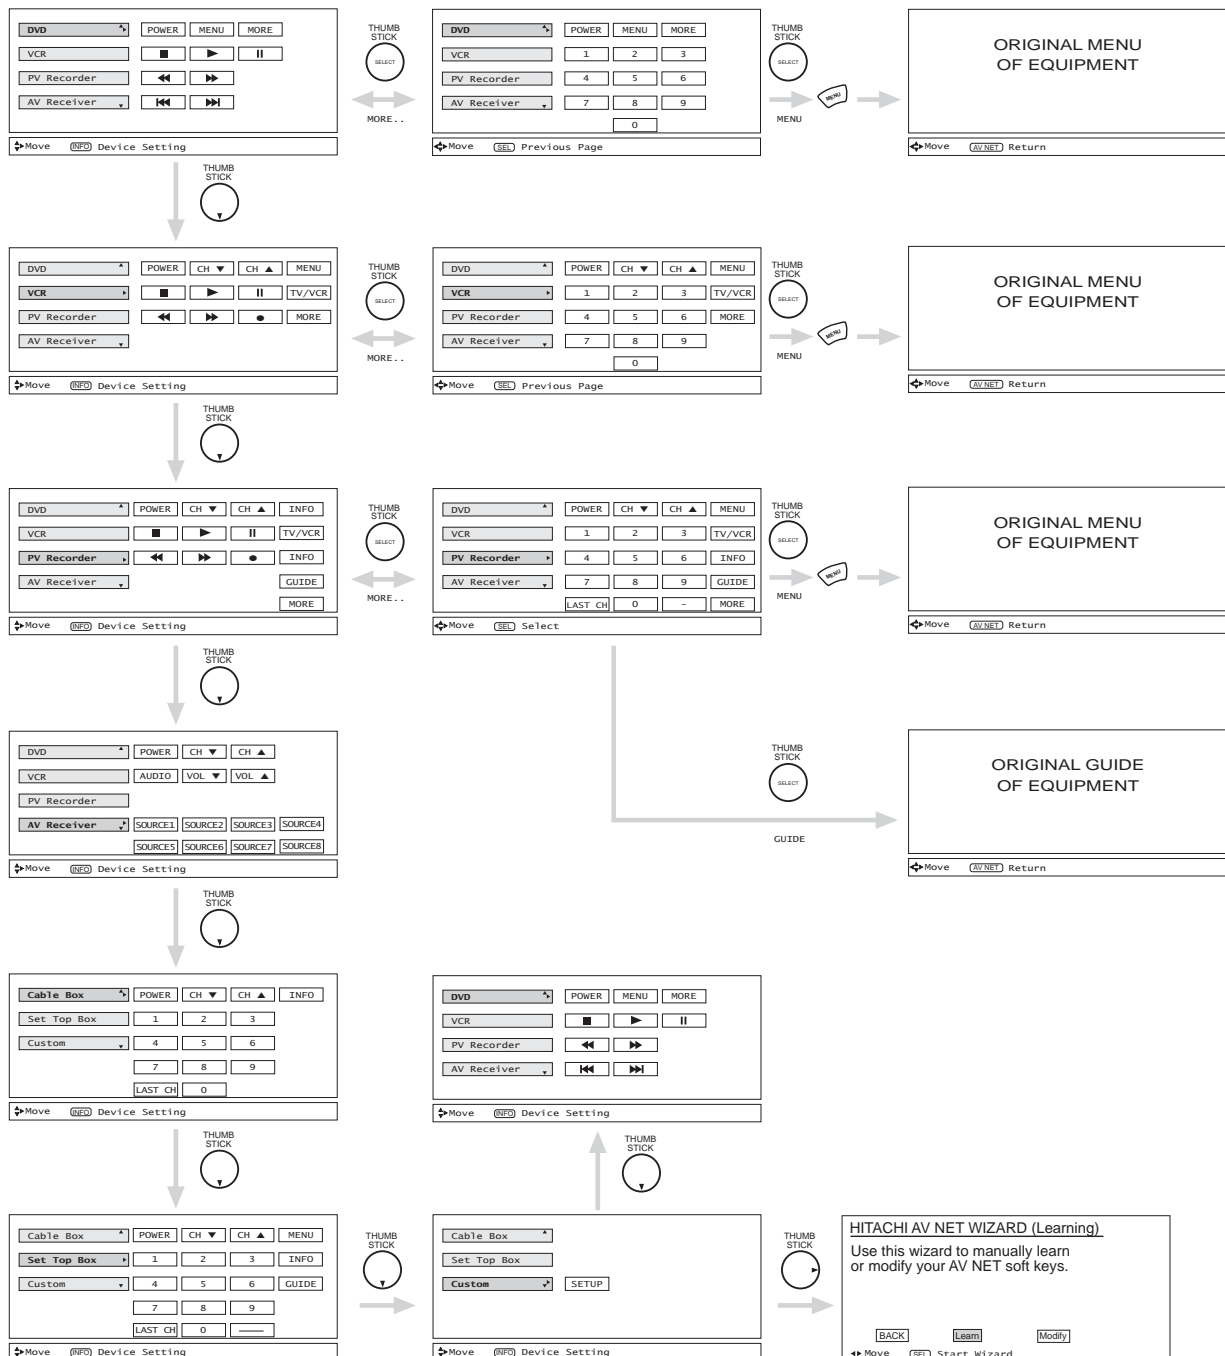 DVD POWER MENU MORE
VCR
PV Recorder
AV Receiver
Move INFO Device Setting
THUMB
STICK
SELECT
MORE..
DVD POWER MENU MORE
VCR 1 2 3
PV Recorder 4 5 6
AV Receiver 7 8 9
0
Move SEL Previous Page
THUMB
STICK
SELECT
MENU
MENU
ORIGINAL MENU
OF EQUIPMENT
Move AV NET Return
THUMB
STICK
DVD POWER CH ▼ CH ▲ MENU
VCR TV/VCR
PV Recorder MORE
AV Receiver
Move INFO Device Setting
THUMB
STICK
SELECT
MORE..
DVD POWER CH ▼ CH ▲ MENU
VCR 1 2 3 TV/VCR
PV Recorder 4 5 6 MORE
AV Receiver 7 8 9
0
Move SEL Previous Page
THUMB
STICK
SELECT
MENU
MENU
ORIGINAL MENU
OF EQUIPMENT
Move AV NET Return
THUMB
STICK
DVD POWER CH ▼ CH ▲ INFO
VCR TV/VCR
PV Recorder INFO
AV Receiver GUIDE
MORE
Move INFO Device Setting
THUMB
STICK
SELECT
MORE..
DVD POWER CH ▼ CH ▲ MENU
VCR 1 2 3 TV/VCR
PV Recorder 4 5 6 INFO
AV Receiver 7 8 9 GUIDE
LAST CH 0 – MORE
Move SEL Select
THUMB
STICK
SELECT
MENU
MENU
ORIGINAL MENU
OF EQUIPMENT
Move AV NET Return
THUMB
STICK
DVD POWER CH ▼ CH ▲
VCR AUDIO VOL ▼ VOL ▲
PV Recorder
AV Receiver SOURCE1 SOURCE2 SOURCE3 SOURCE4
SOURCE5 SOURCE6 SOURCE7 SOURCE8
Move INFO Device Setting
THUMB
STICK
SELECT
GUIDE
ORIGINAL GUIDE
OF EQUIPMENT
Move AV NET Return
THUMB
STICK
Cable Box POWER CH ▼ CH ▲ INFO
Set Top Box 1 2 3
Custom 4 5 6
7 8 9
LAST CH 0
Move INFO Device Setting
DVD POWER MENU MORE
VCR
PV Recorder
AV Receiver
Move INFO Device Setting
THUMB
STICK
THUMB
STICK
Cable Box POWER CH ▼ CH ▲ MENU
Set Top Box 1 2 3 INFO
Custom 4 5 6 GUIDE
7 8 9
LAST CH 0 —
Move INFO Device Setting
THUMB
STICK
Cable Box
Set Top Box
Custom SETUP
Move INFO Device Setting
THUMB
STICK
HITACHI AV NET WIZARD (Learning)
Use this wizard to manually learn
or modify your AV NET soft keys.
BACK Learn Modify
Move SEL Start Wizard